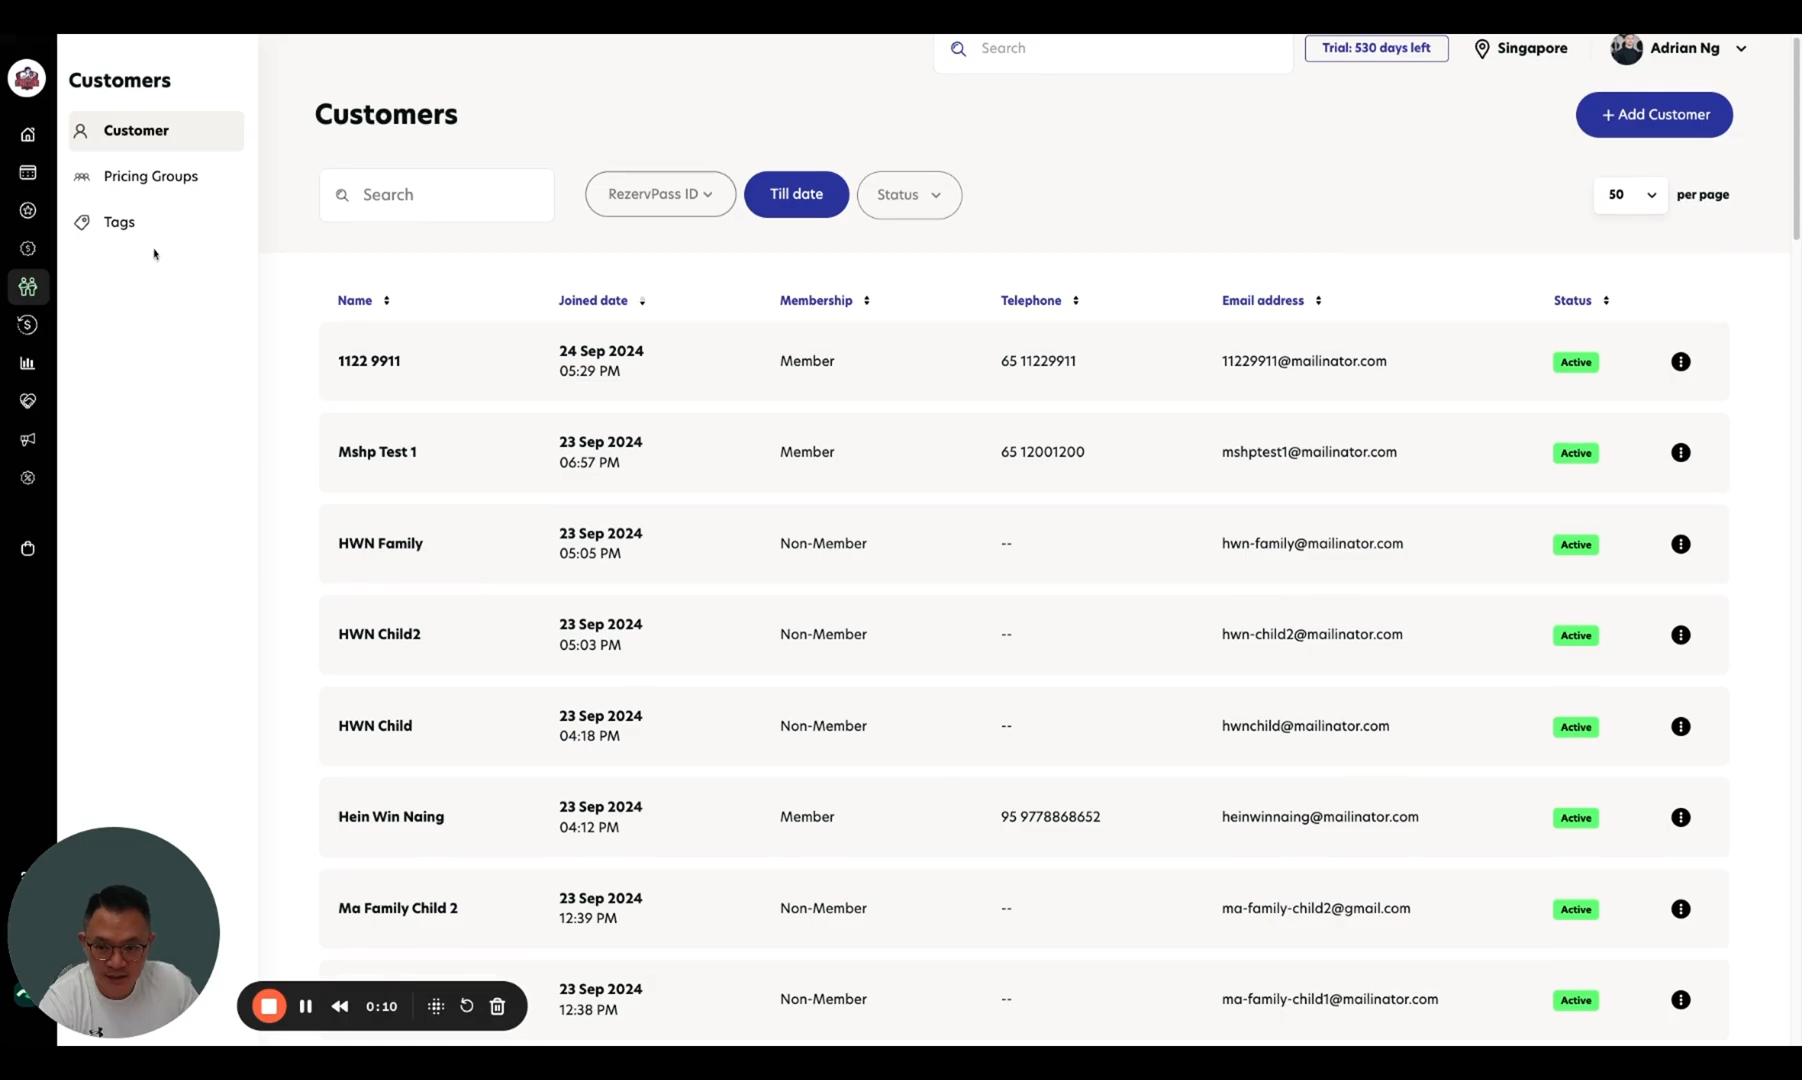 Customers
Customer
Pricing Groups
Tags
Search
Trial: 530 days left
Singapore
Adrian Ng
Customers
+ Add Customer
Search
RezervPass ID
Till date
Status
50
per page
Name
Joined date
Membership
Telephone
Email address
Status
1122 9911
24 Sep 2024
05:29 PM
Member
65 11229911
11229911@mailinator.com
Active
Mshp Test 1
23 Sep 2024
06:57 PM
Member
65 12001200
mshptest1@mailinator.com
Active
HWN Family
23 Sep 2024
05:05 PM
Non-Member
--
hwn-family@mailinator.com
Active
HWN Child2
23 Sep 2024
05:03 PM
Non-Member
--
hwn-child2@mailinator.com
Active
HWN Child
23 Sep 2024
04:18 PM
Non-Member
--
hwnchild@mailinator.com
Active
Hein Win Naing
23 Sep 2024
04:12 PM
Member
95 9778868652
heinwinnaing@mailinator.com
Active
Ma Family Child 2
23 Sep 2024
12:39 PM
Non-Member
--
ma-family-child2@gmail.com
Active
23 Sep 2024
12:38 PM
Non-Member
--
ma-family-child1@mailinator.com
Active
0:10